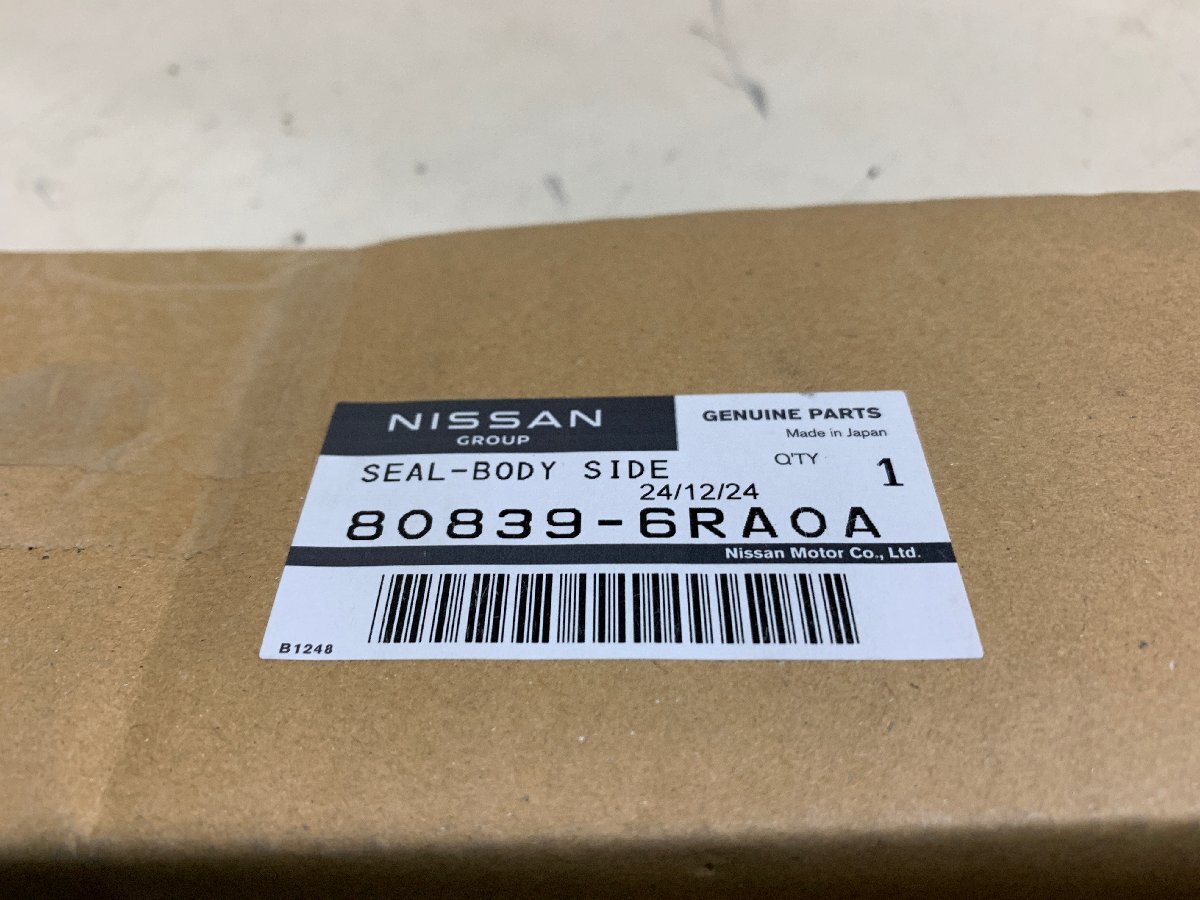 NISSAN
GROUP
GENUINE PARTS
Made in Japan
SEAL-BODY SIDE
Q'TY 1
24/12/24
80839-6RA0A
Nissan Motor Co., Ltd.
B1248